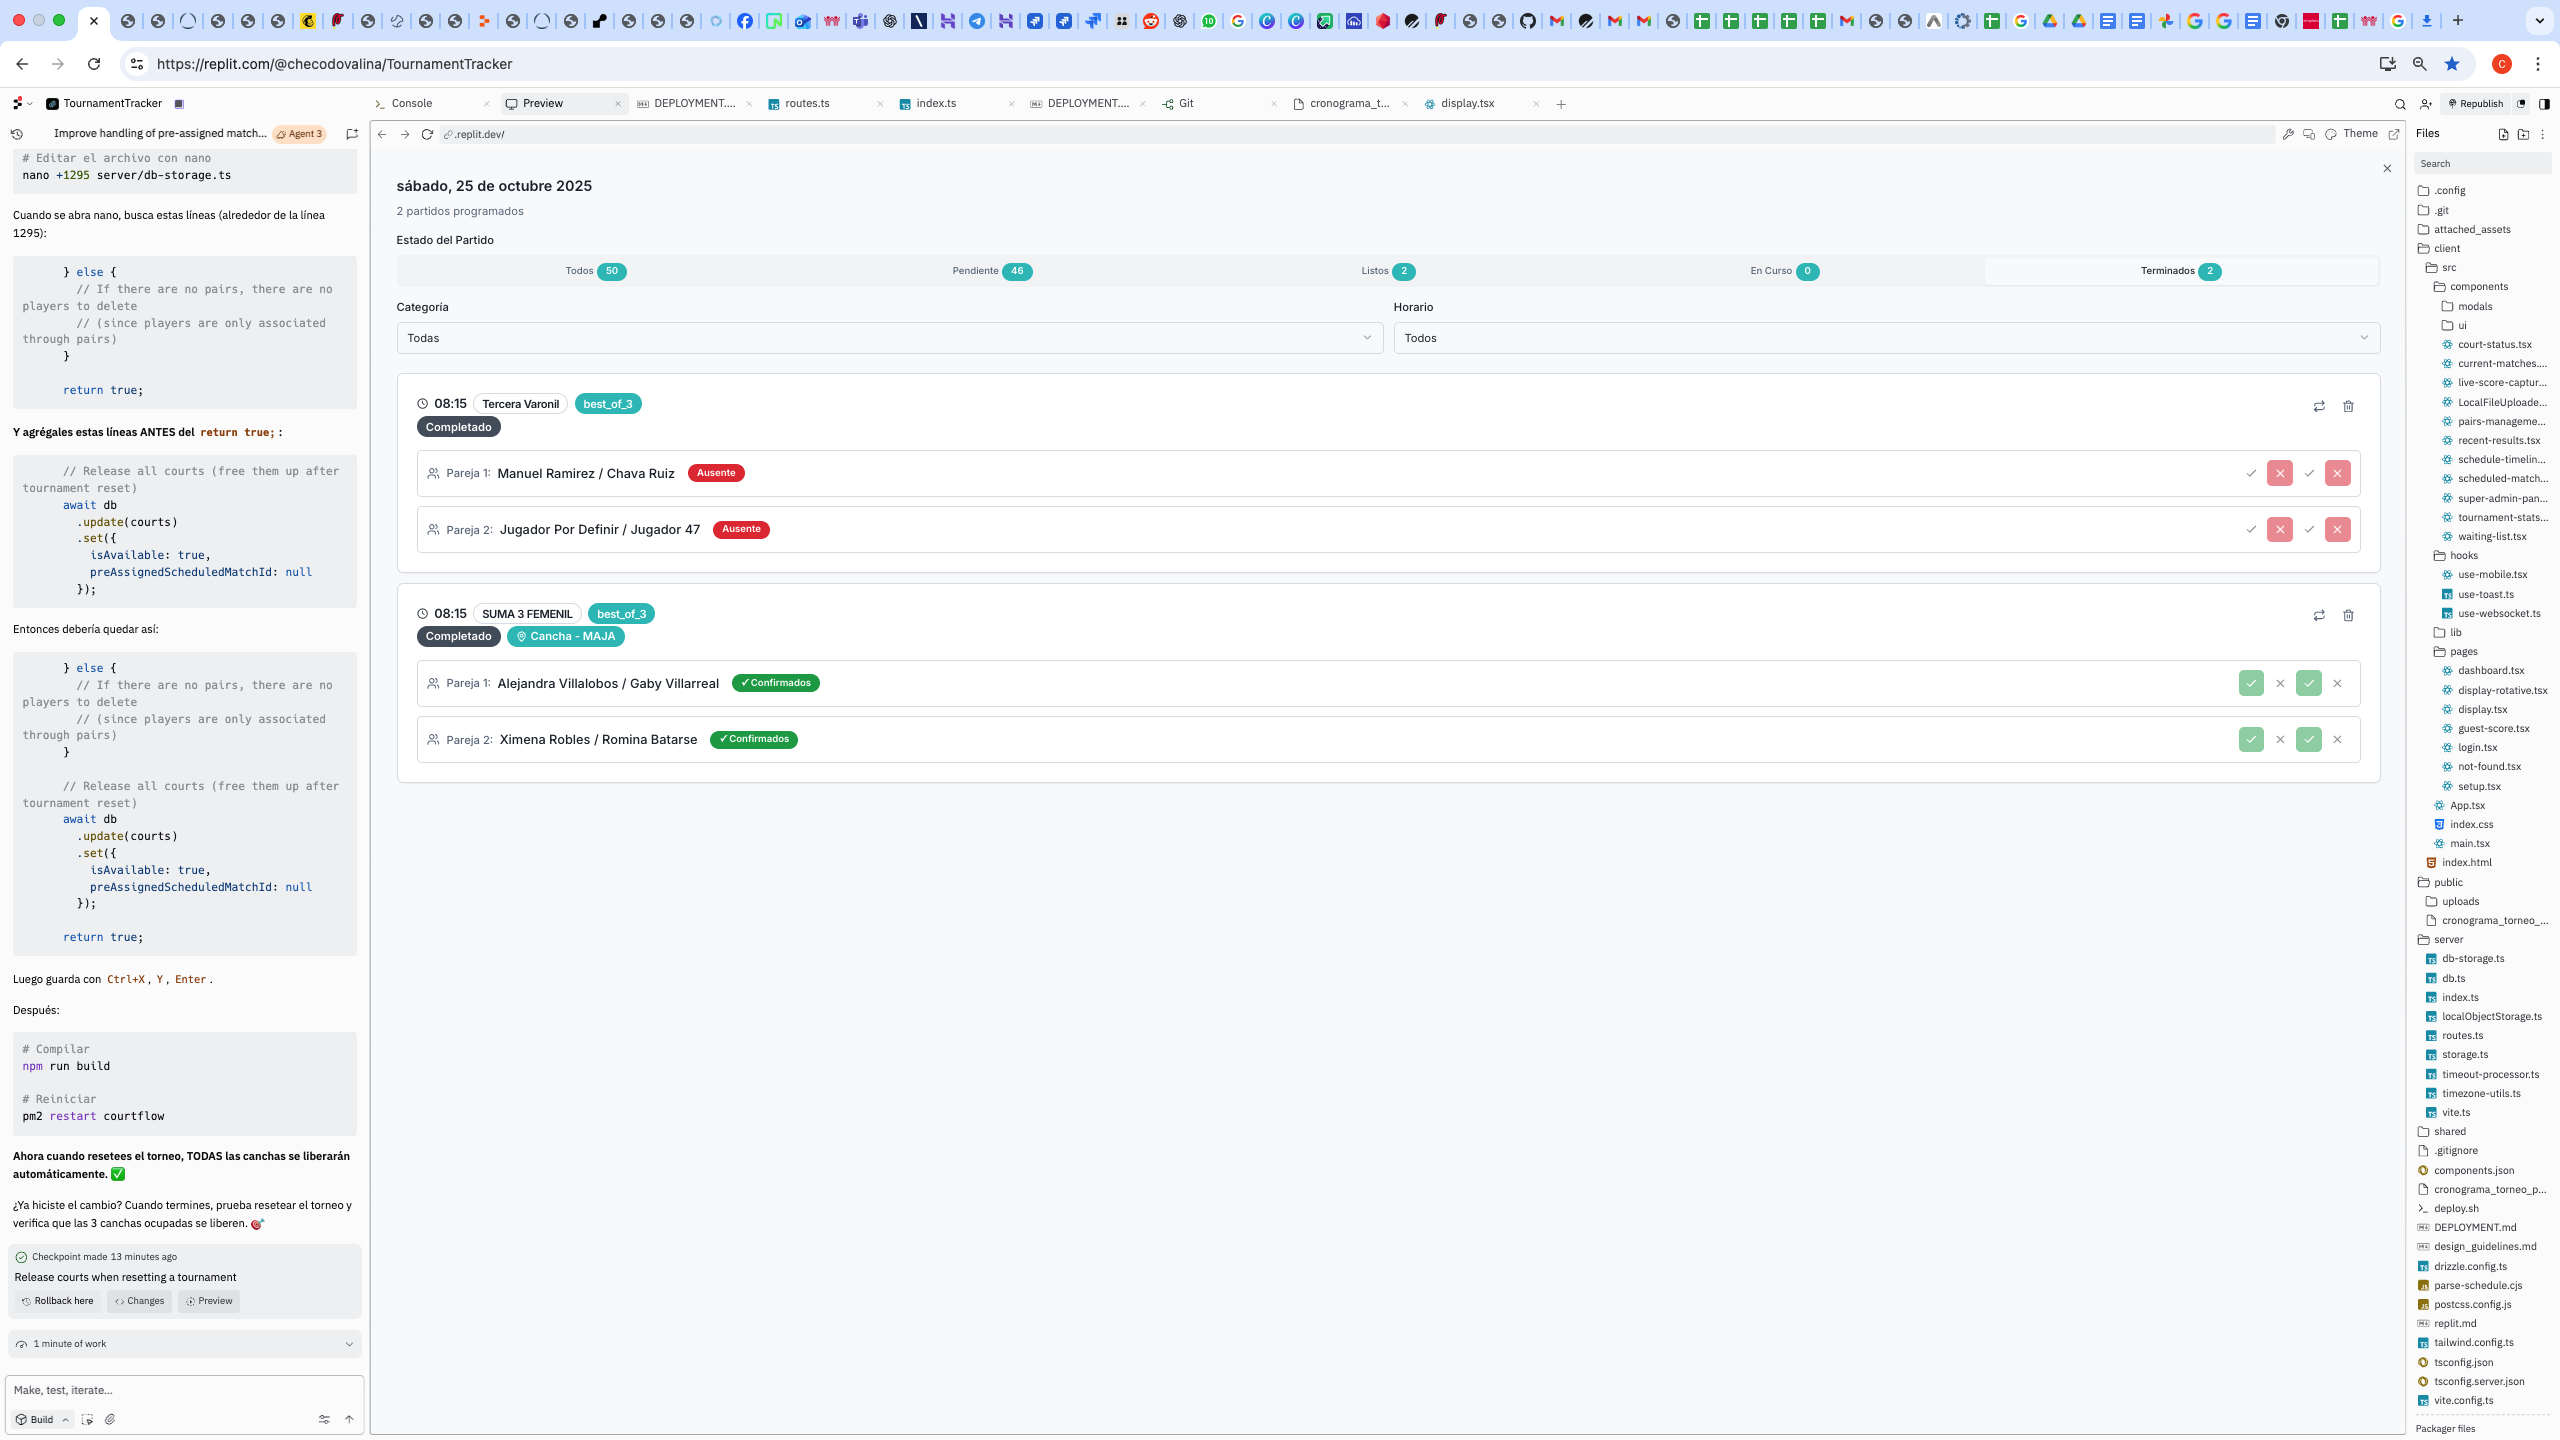 https://replit.com/@checodovalina/TournamentTracker
TournamentTracker
Console
Preview
DEPLOYMENT....
routes.ts
index.ts
DEPLOYMENT....
Git
cronograma_t...
display.tsx
Republish
Improve handling of pre-assigned match...
Agent 3
.replit.dev/
Theme
Files
Search
# Editar el archivo con nano
nano +1295 server/db-storage.ts
Cuando se abra nano, busca estas líneas (alrededor de la línea
1295):
} else {
// If there are no pairs, there are no
players to delete
// (since players are only associated
through pairs)
}
return true;
Y agrégales estas líneas ANTES del return true; :
// Release all courts (free them up after
tournament reset)
await db
.update(courts)
.set({
isAvailable: true,
preAssignedScheduledMatchId: null
});
Entonces debería quedar así:
} else {
// If there are no pairs, there are no
players to delete
// (since players are only associated
through pairs)
}
// Release all courts (free them up after
tournament reset)
await db
.update(courts)
.set({
isAvailable: true,
preAssignedScheduledMatchId: null
});
return true;
Luego guarda con Ctrl+X , Y , Enter .
Después:
# Compilar
npm run build
# Reiniciar
pm2 restart courtflow
Ahora cuando resetees el torneo, TODAS las canchas se liberarán
automáticamente. ✅
¿Ya hiciste el cambio? Cuando termines, prueba resetear el torneo y
verifica que las 3 canchas ocupadas se liberen. 🎯
Checkpoint made 13 minutes ago
Release courts when resetting a tournament
Rollback here
Changes
Preview
1 minute of work
Make, test, iterate...
Build
sábado, 25 de octubre 2025
2 partidos programados
Estado del Partido
Todos 50
Pendiente 46
Listos 2
En Curso 0
Terminados 2
Categoría
Horario
Todas
Todos
08:15 Tercera Varonil best_of_3
Completado
Pareja 1: Manuel Ramirez / Chava Ruiz Ausente
Pareja 2: Jugador Por Definir / Jugador 47 Ausente
08:15 SUMA 3 FEMENIL best_of_3
Completado Cancha - MAJA
Pareja 1: Alejandra Villalobos / Gaby Villarreal ✓ Confirmados
Pareja 2: Ximena Robles / Romina Batarse ✓ Confirmados
.config
.git
attached_assets
client
src
components
modals
ui
court-status.tsx
current-matches....
live-score-captur...
LocalFileUploade...
pairs-manageme...
recent-results.tsx
schedule-timelin...
scheduled-match...
super-admin-pan...
tournament-stats...
waiting-list.tsx
hooks
use-mobile.tsx
use-toast.ts
use-websocket.ts
lib
pages
dashboard.tsx
display-rotative.tsx
display.tsx
guest-score.tsx
login.tsx
not-found.tsx
setup.tsx
App.tsx
index.css
main.tsx
index.html
public
uploads
cronograma_torneo_...
server
db-storage.ts
db.ts
index.ts
localObjectStorage.ts
routes.ts
storage.ts
timeout-processor.ts
timezone-utils.ts
vite.ts
shared
.gitignore
components.json
cronograma_torneo_p...
deploy.sh
DEPLOYMENT.md
design_guidelines.md
drizzle.config.ts
parse-schedule.cjs
postcss.config.js
replit.md
tailwind.config.ts
tsconfig.json
tsconfig.server.json
vite.config.ts
Packager files